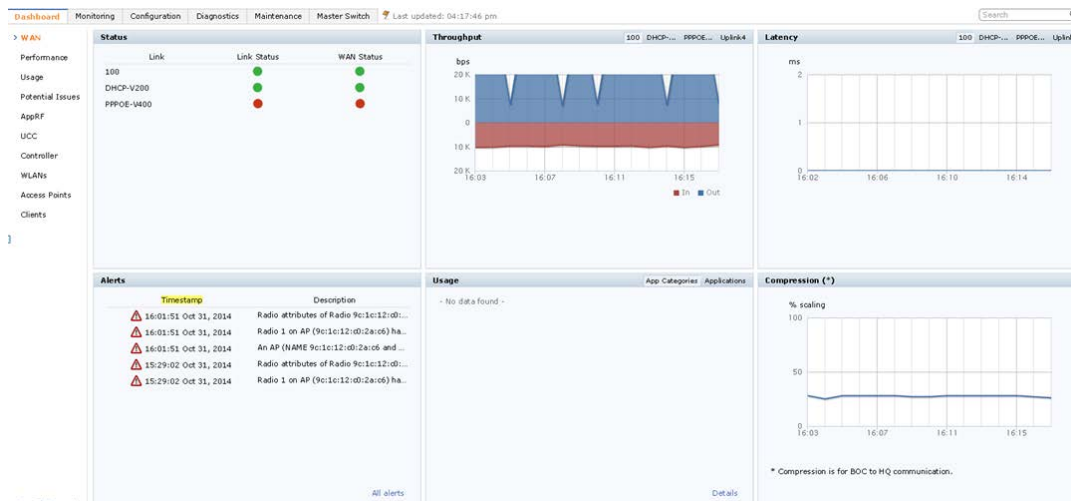 Dashboard Monitoring Configuration Diagnostics Maintenance Master Switch Last updated: 04:17:46 pm Search
> WAN
Performance
Usage
Potential Issues
AppRF
UCC
Controller
WLANs
Access Points
Clients
Status
Link Link Status WAN Status
100
DHCP-V200
PPPOE-V400
Throughput 100 DHCP-... PPPOE... Uplink4
bps
20 K
10 K
0
10 K
20 K
16:03 16:07 16:11 16:15
In Out
Latency 100 DHCP-... PPPOE... Uplin
ms
2
1
0
16:02 16:06 16:10 16:14
Alerts
Timestamp Description
16:01:51 Oct 31, 2014 Radio attributes of Radio 9c:1c:12:c0:...
16:01:51 Oct 31, 2014 Radio 1 on AP (9c:1c:12:c0:2a:c6) ha...
16:01:51 Oct 31, 2014 An AP (NAME 9c:1c:12:c0:2a:c6 and ...
15:29:02 Oct 31, 2014 Radio attributes of Radio 9c:1c:12:c0:...
15:29:02 Oct 31, 2014 Radio 1 on AP (9c:1c:12:c0:2a:c6) ha...
All alerts
Usage App Categories Applications
- No data found -
Details
Compression (*)
% scaling
100
50
0
16:03 16:07 16:11 16:15
* Compression is for BOC to HQ communication.